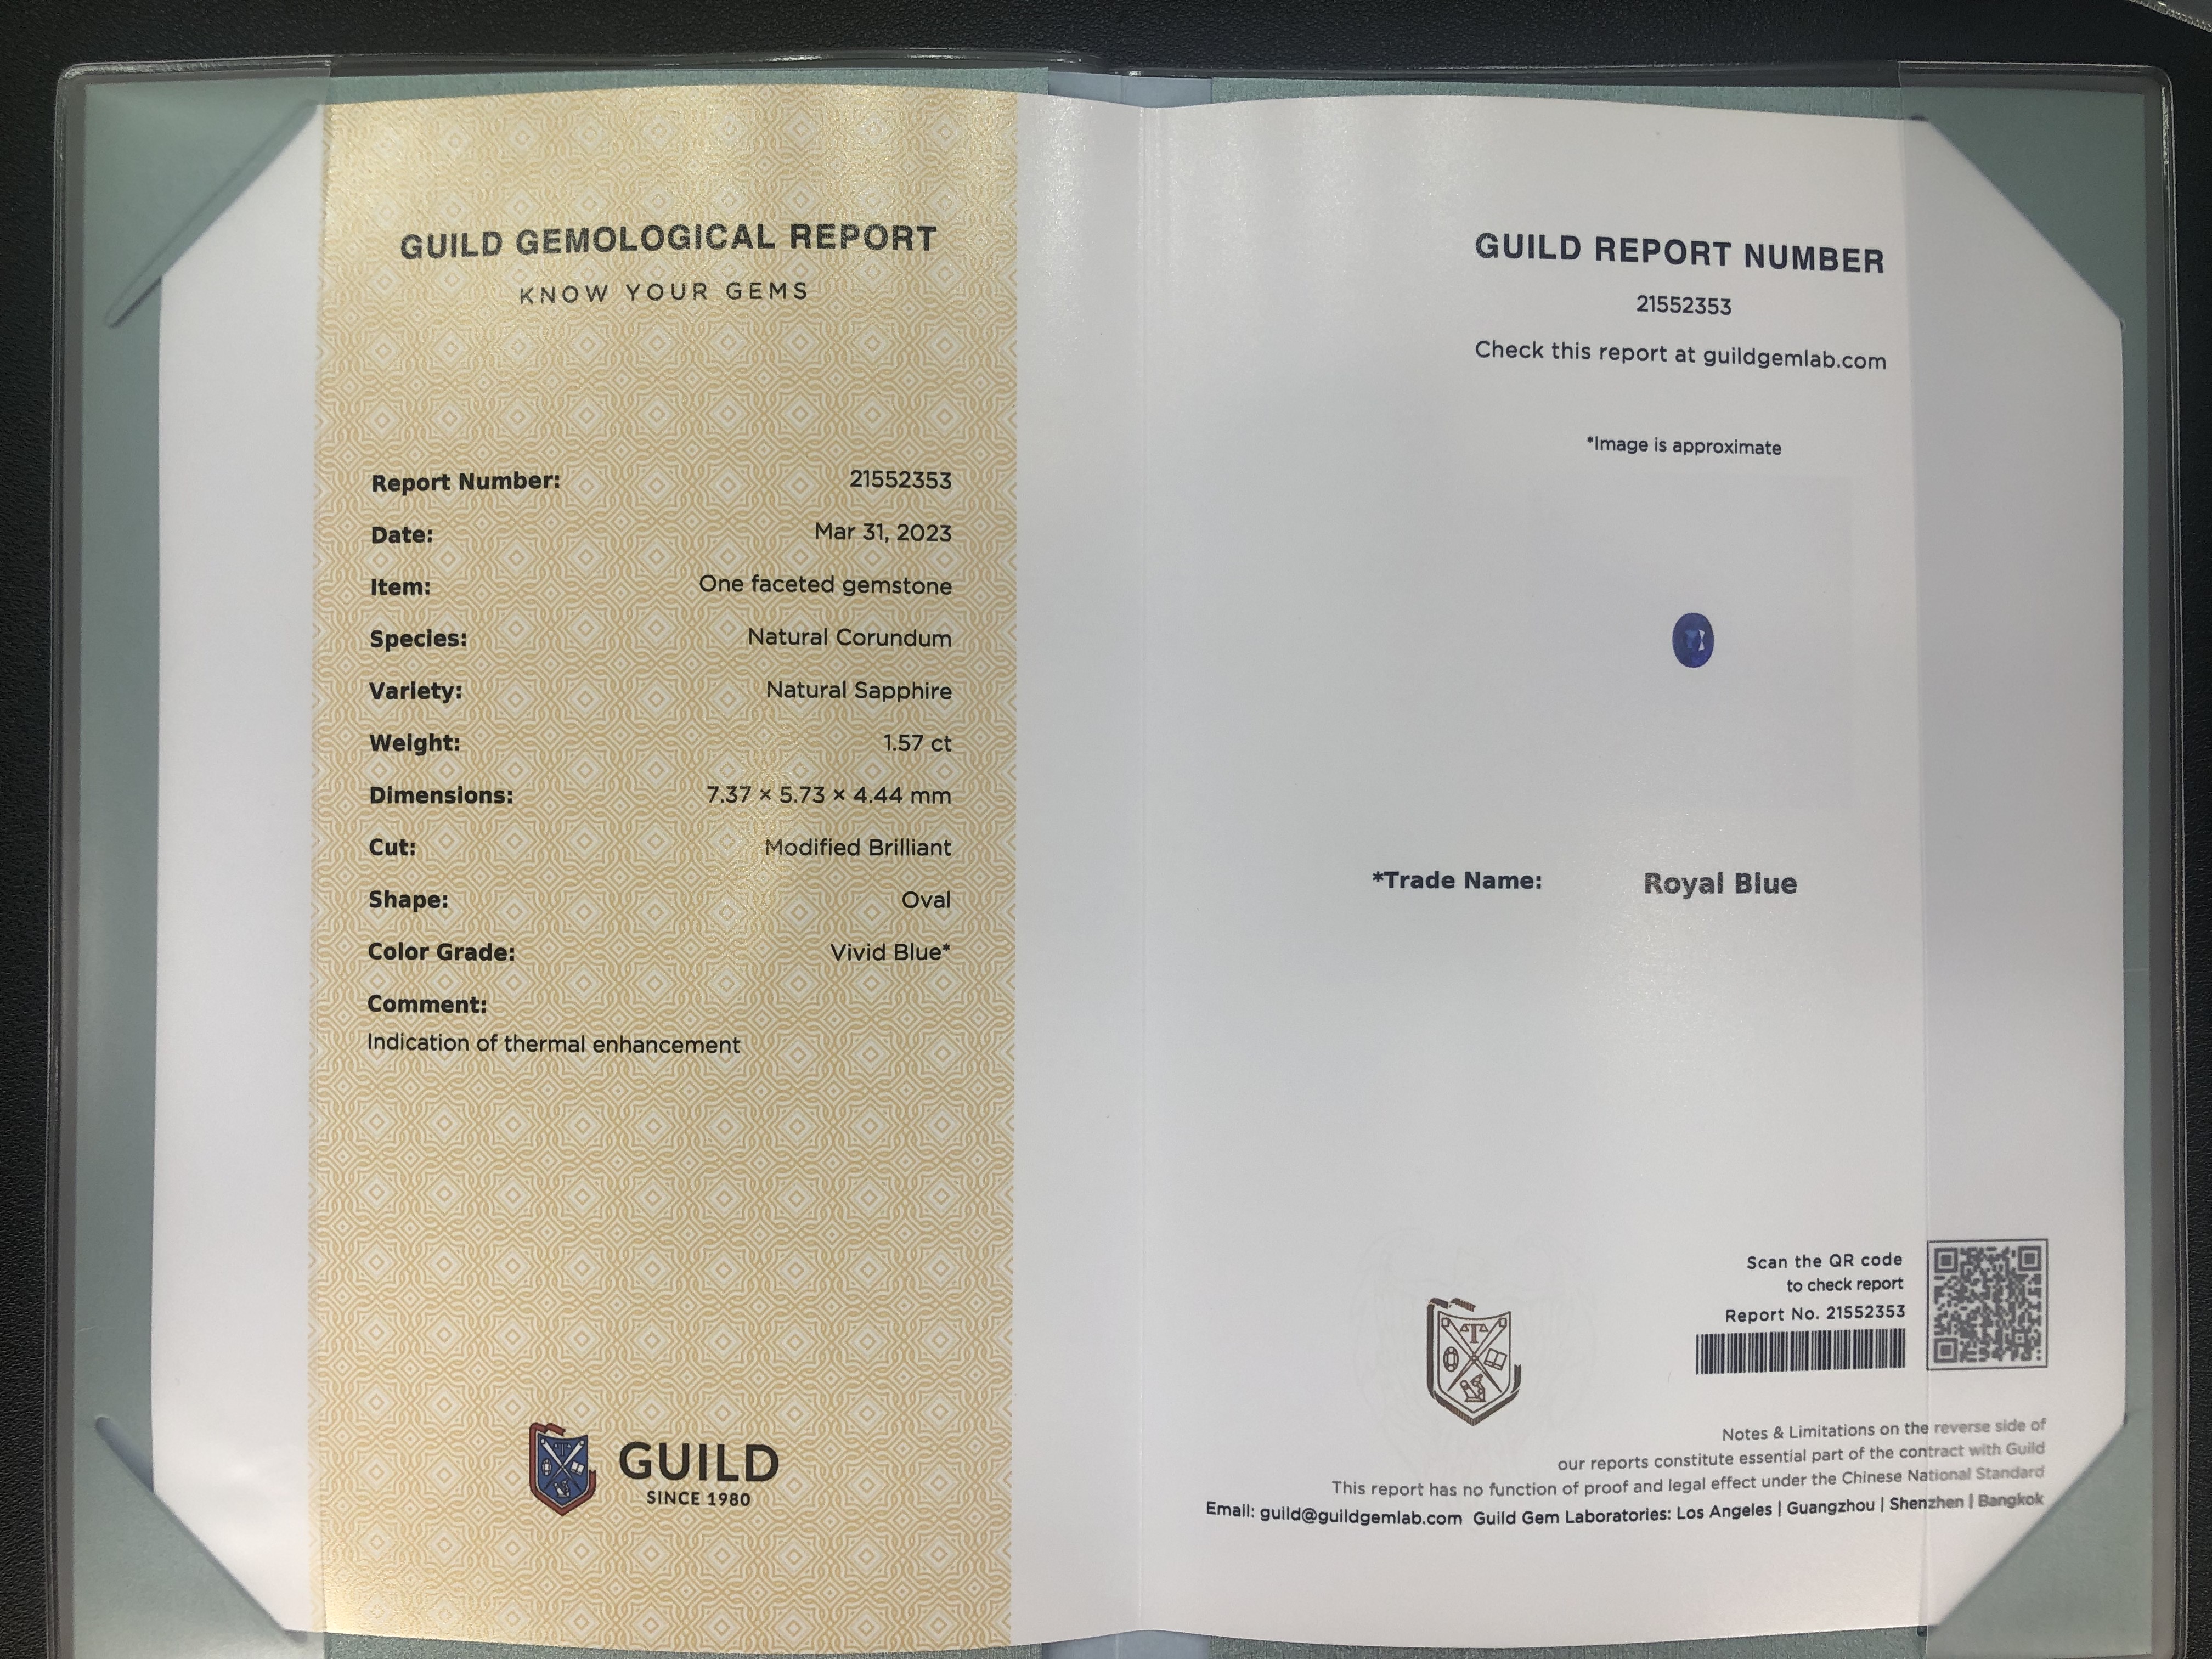 GUILD GEMOLOGICAL REPORT
KNOW YOUR GEMS
Report Number: 21552353
Date: Mar 31, 2023
Item: One faceted gemstone
Species: Natural Corundum
Variety: Natural Sapphire
Weight: 1.57 ct
Dimensions: 7.37 × 5.73 × 4.44 mm
Cut: Modified Brilliant
Shape: Oval
Color Grade: Vivid Blue*
Comment:
Indication of thermal enhancement
GUILD
SINCE 1980
GUILD REPORT NUMBER
21552353
Check this report at guildgemlab.com
*Image is approximate
*Trade Name: Royal Blue
Scan the QR code
to check report
Report No. 21552353
Notes & Limitations on the reverse side of
our reports constitute essential part of the contract with Guild
This report has no function of proof and legal effect under the Chinese National Standard
Email: guild@guildgemlab.com Guild Gem Laboratories: Los Angeles | Guangzhou | Shenzhen | Bangkok